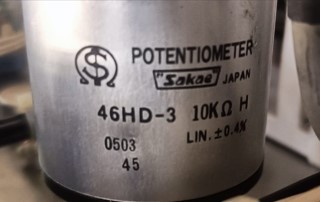 POTENTIOMETER
"Sakae" JAPAN
46HD-3 10KΩ H
LIN.±0.4%
0503
45